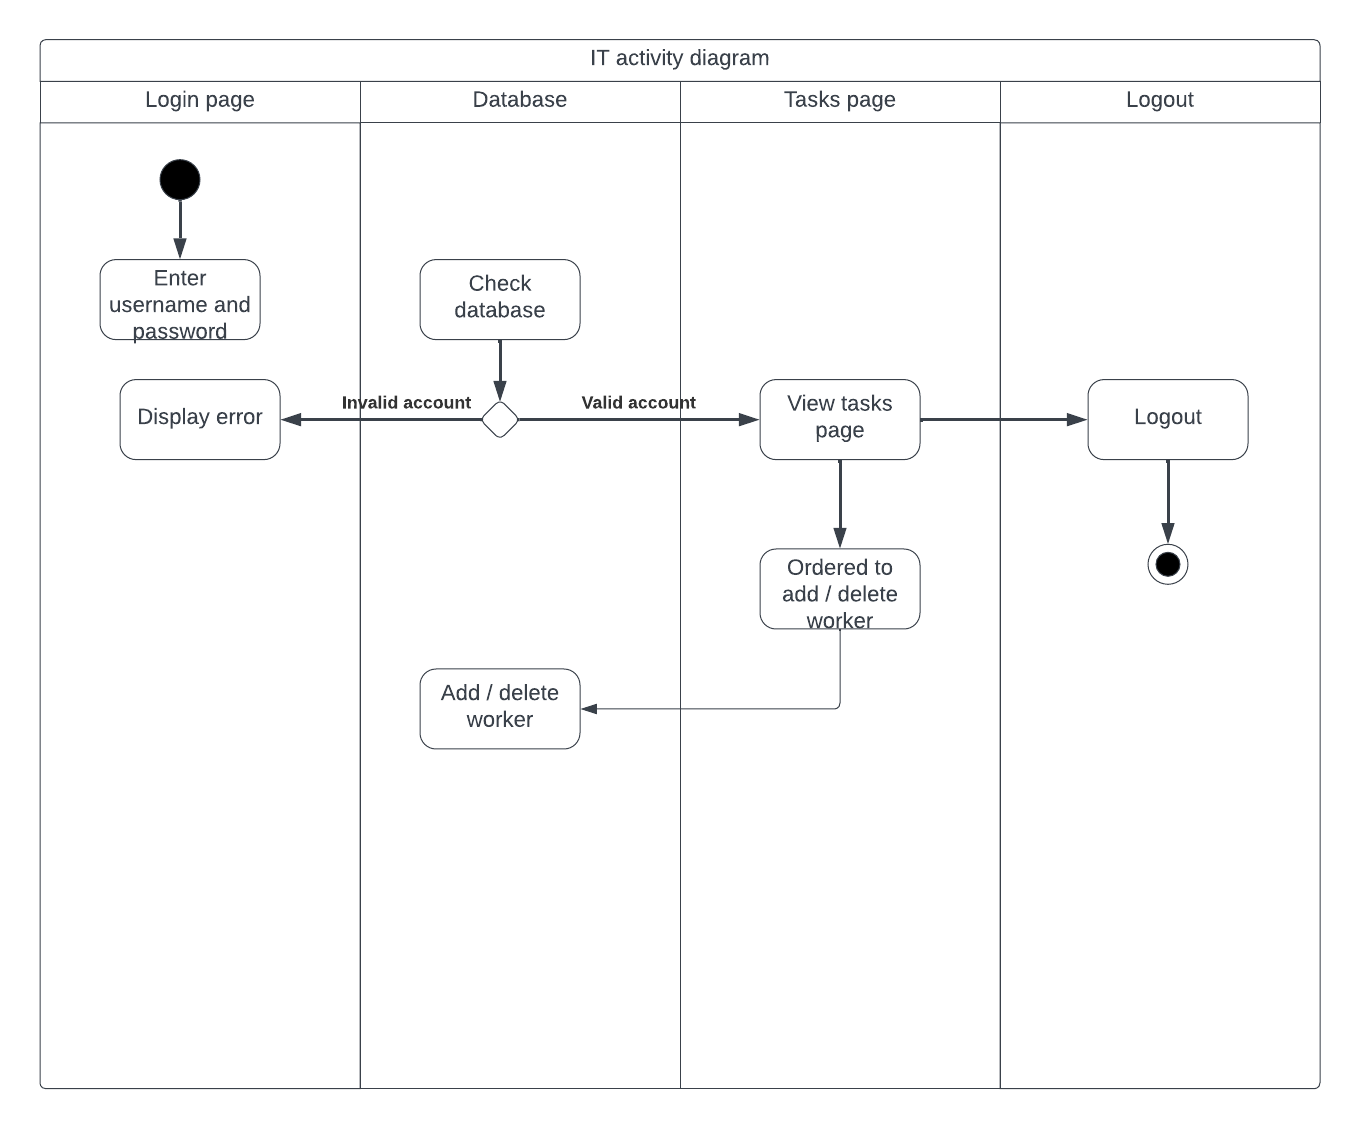 IT activity diagram
Login page
Database
Tasks page
Logout
Enter
username and
password
Check
database
Display error
Invalid account
Valid account
View tasks
page
Logout
Ordered to
add / delete
worker
Add / delete
worker